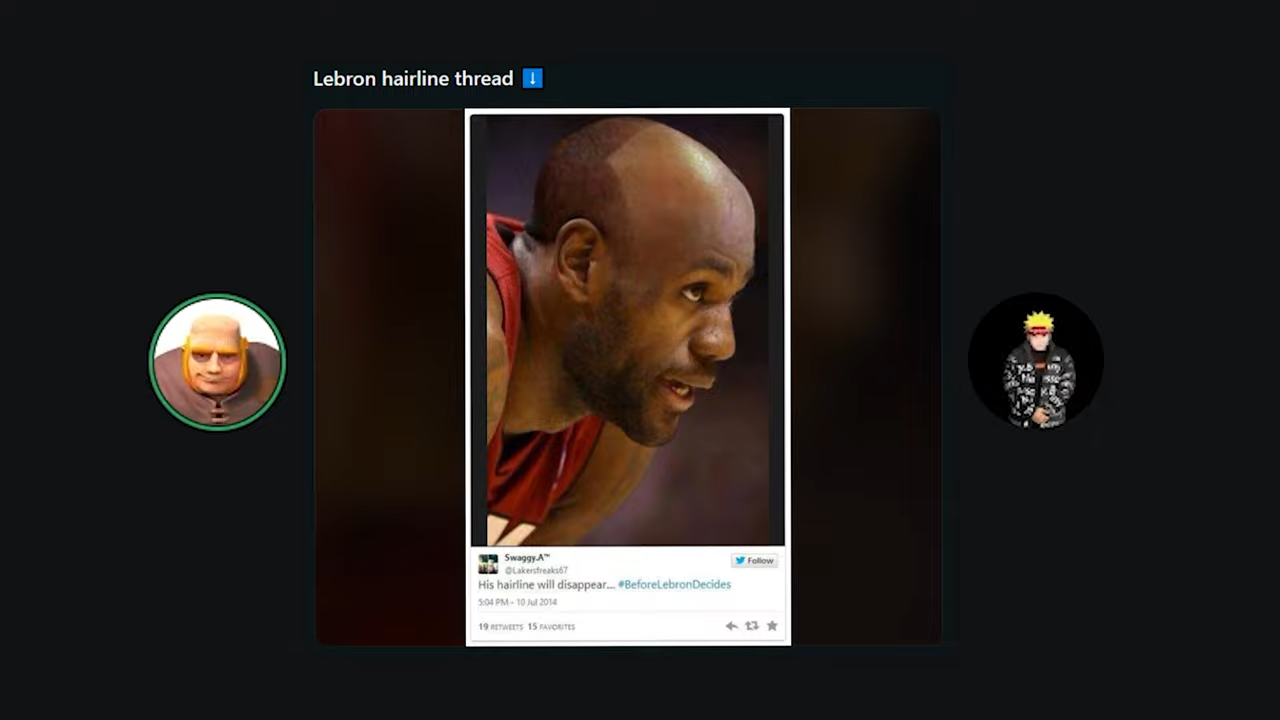 Lebron hairline thread ⬇
Swaggy.A™
@Lakersfreaks67
Follow
His hairline will disappear... #BeforeLebronDecides
5:04 PM - 10 Jul 2014
19 RETWEETS 15 FAVORITES